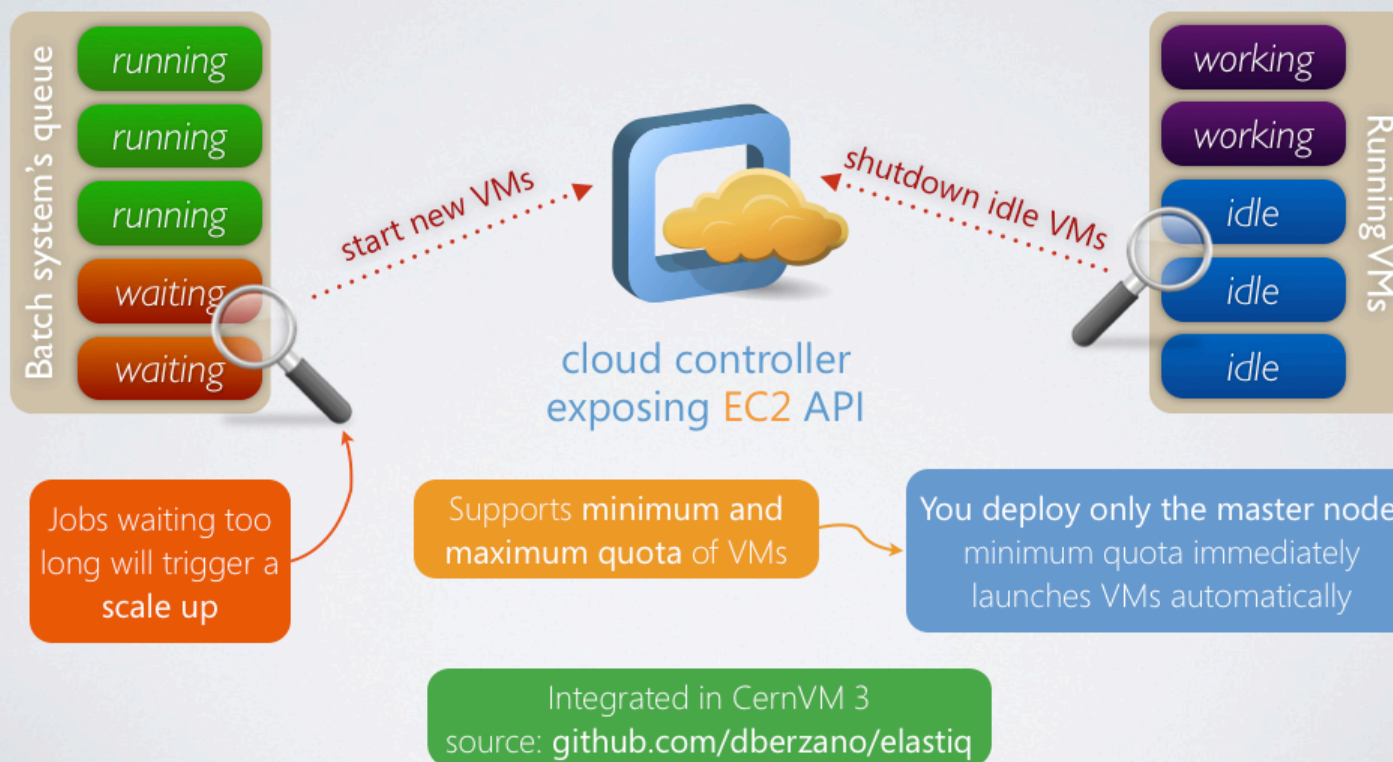 Batch system's queue
running
running
running
waiting
waiting
start new VMs
cloud controller
exposing EC2 API
shutdown idle VMs
working
working
idle
idle
idle
Running VMs
Jobs waiting too
long will trigger a
scale up
Supports minimum and
maximum quota of VMs
You deploy only the master node
minimum quota immediately
launches VMs automatically
Integrated in CernVM 3
source: github.com/dberzano/elastiq